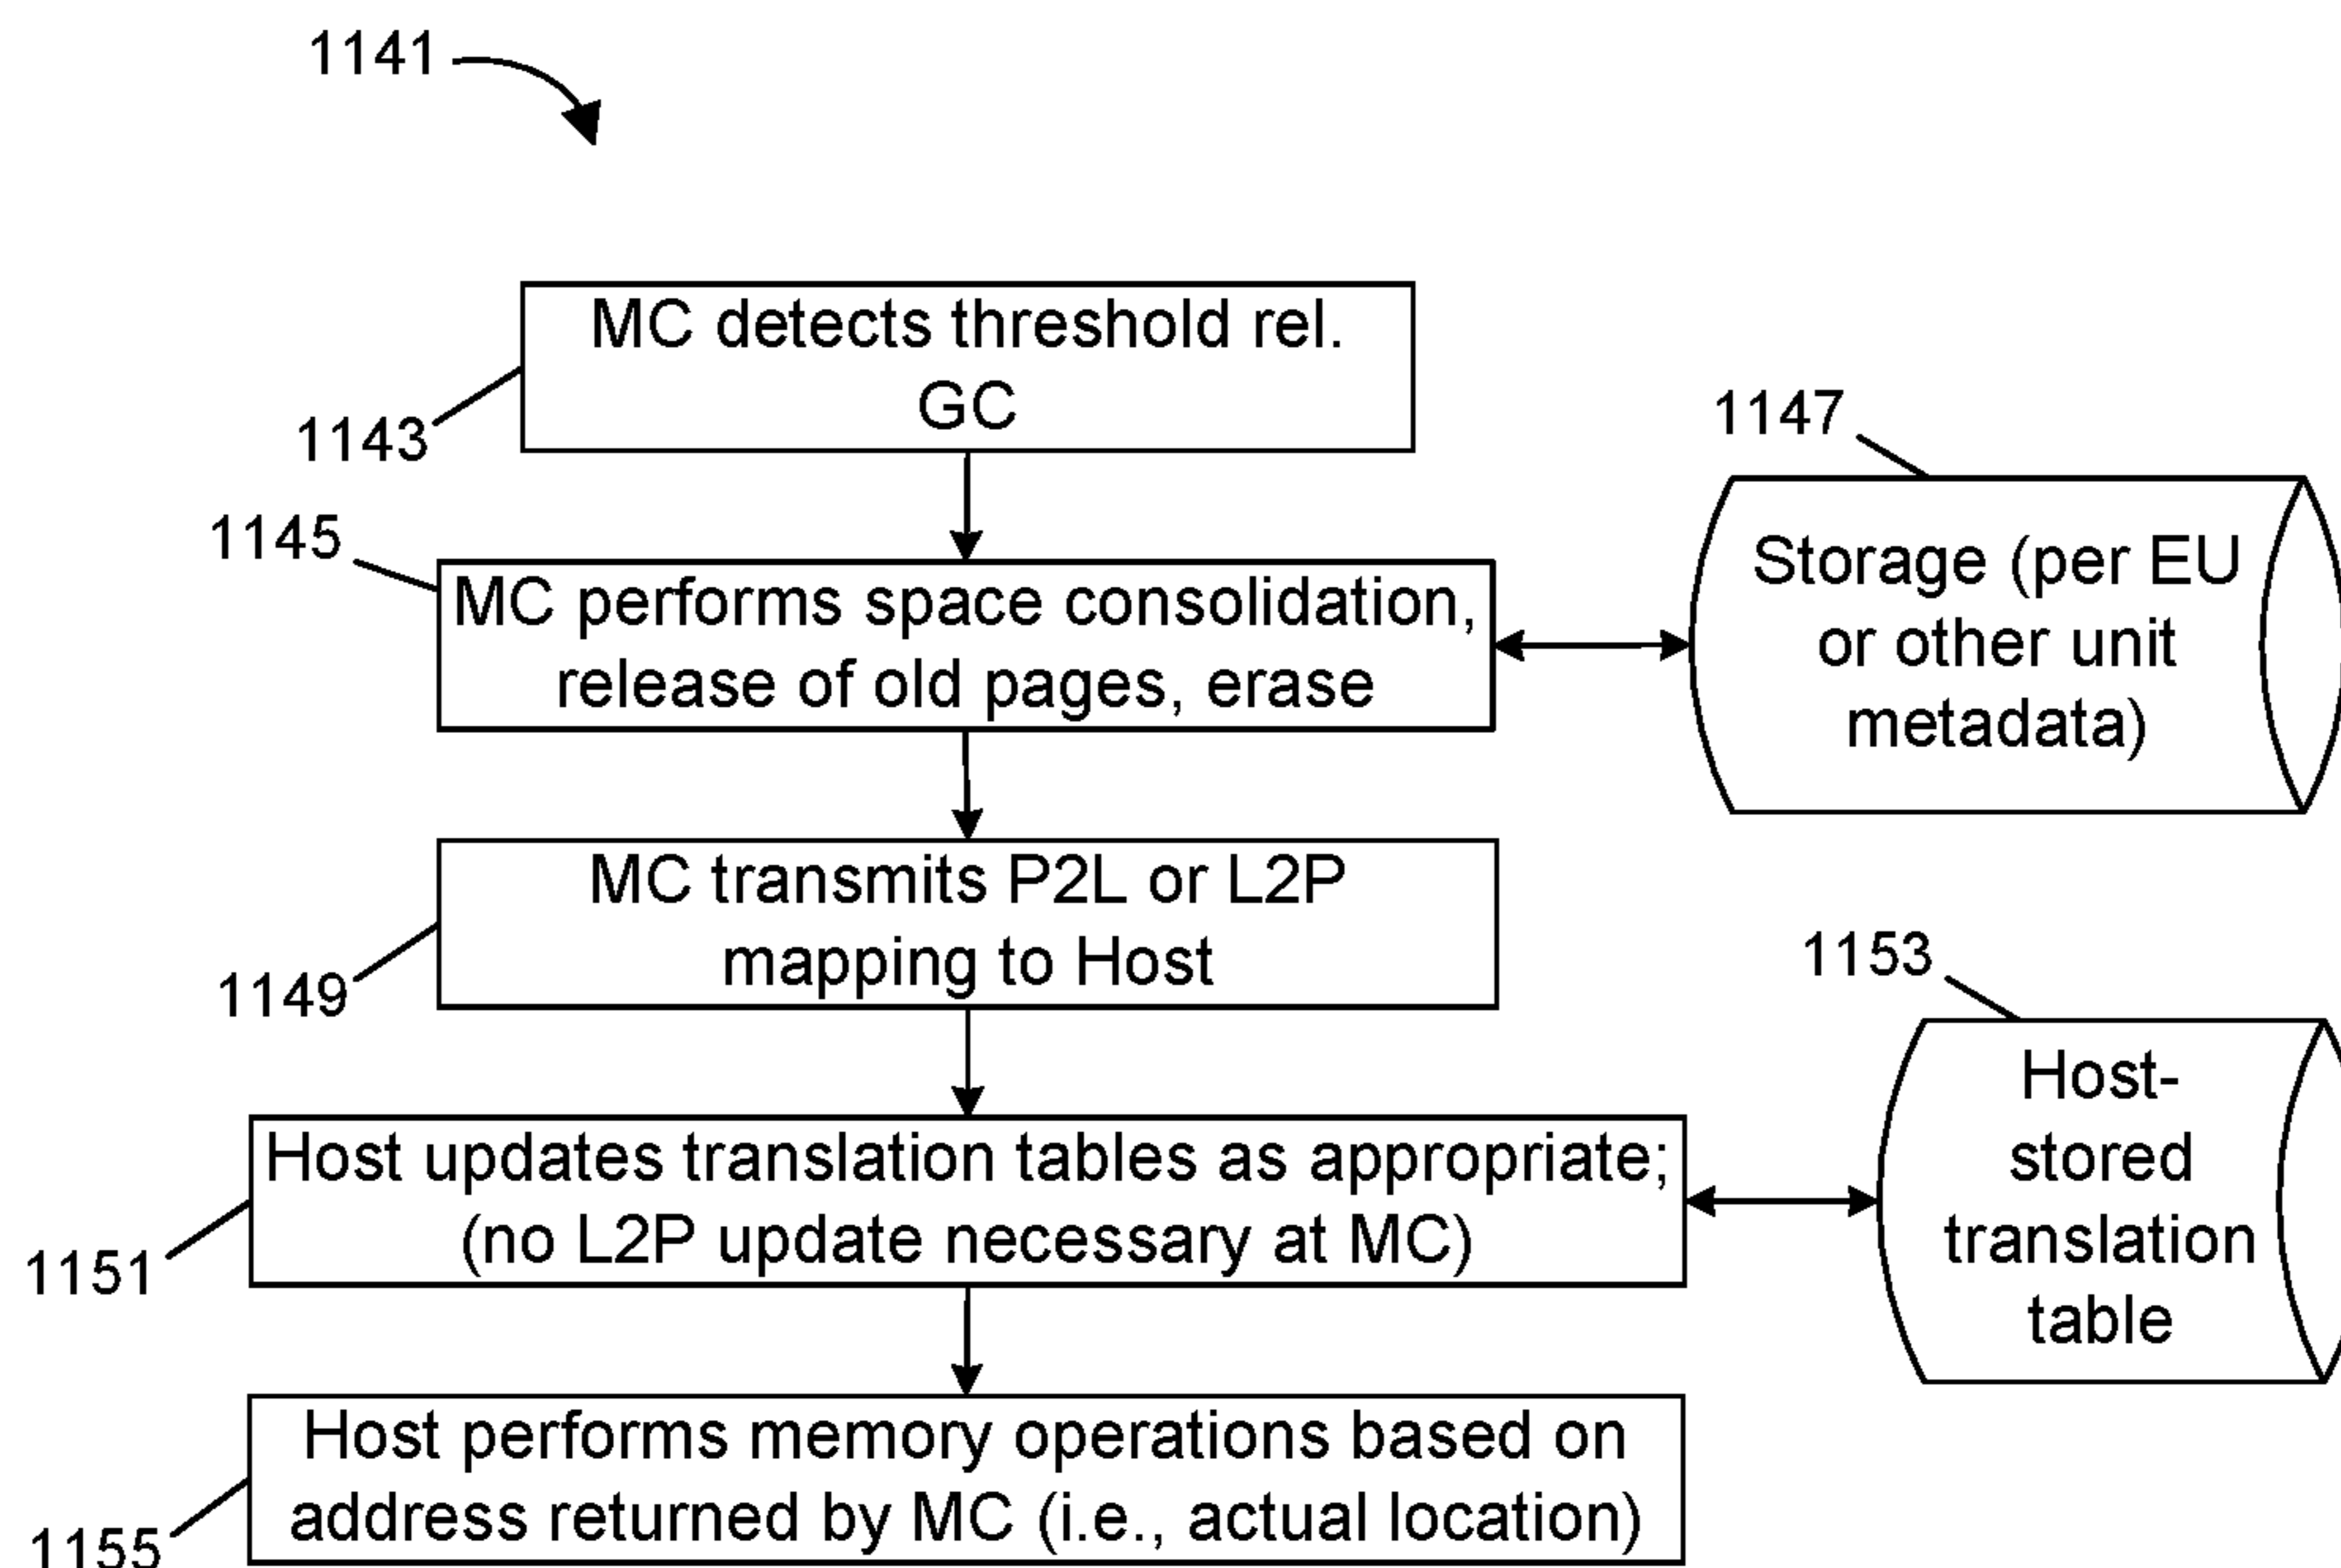 1141
MC detects threshold rel.
GC
1143
1147
1145
MC performs space consolidation,
release of old pages, erase
Storage (per EU
or other unit
metadata)
MC transmits P2L or L2P
mapping to Host
1149
1153
Host updates translation tables as appropriate;
(no L2P update necessary at MC)
1151
Host-
stored
translation
table
Host performs memory operations based on
address returned by MC (i.e., actual location)
1155